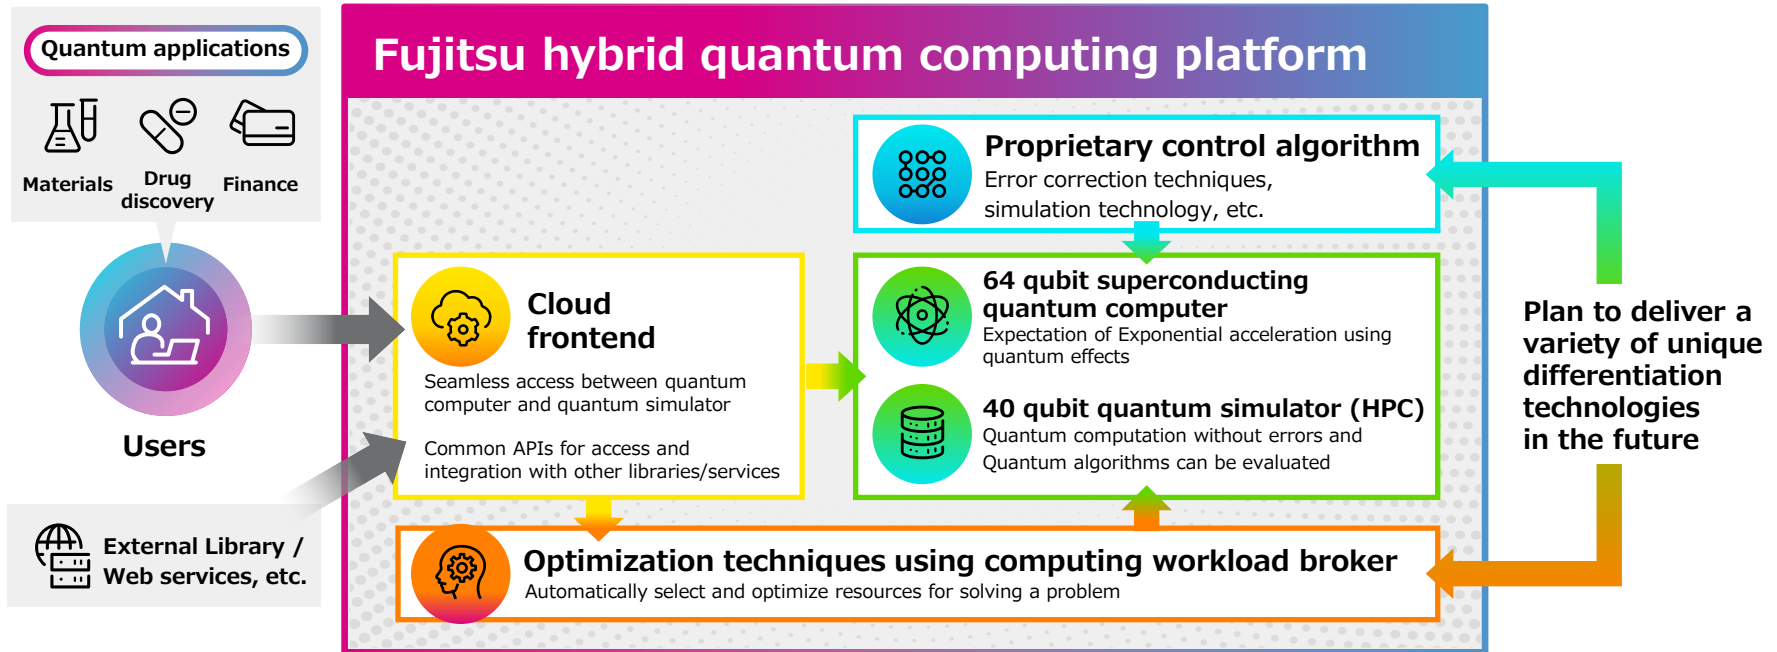 Quantum applications
Materials
Drug
discovery
Finance
Users
External Library /
Web services, etc.
Fujitsu hybrid quantum computing platform
Cloud
frontend
Seamless access between quantum
computer and quantum simulator
Common APIs for access and
integration with other libraries/services
Proprietary control algorithm
Error correction techniques,
simulation technology, etc.
64 qubit superconducting
quantum computer
Expectation of Exponential acceleration using
quantum effects
40 qubit quantum simulator (HPC)
Quantum computation without errors and
Quantum algorithms can be evaluated
Optimization techniques using computing workload broker
Automatically select and optimize resources for solving a problem
Plan to deliver a
variety of unique
differentiation
technologies
in the future